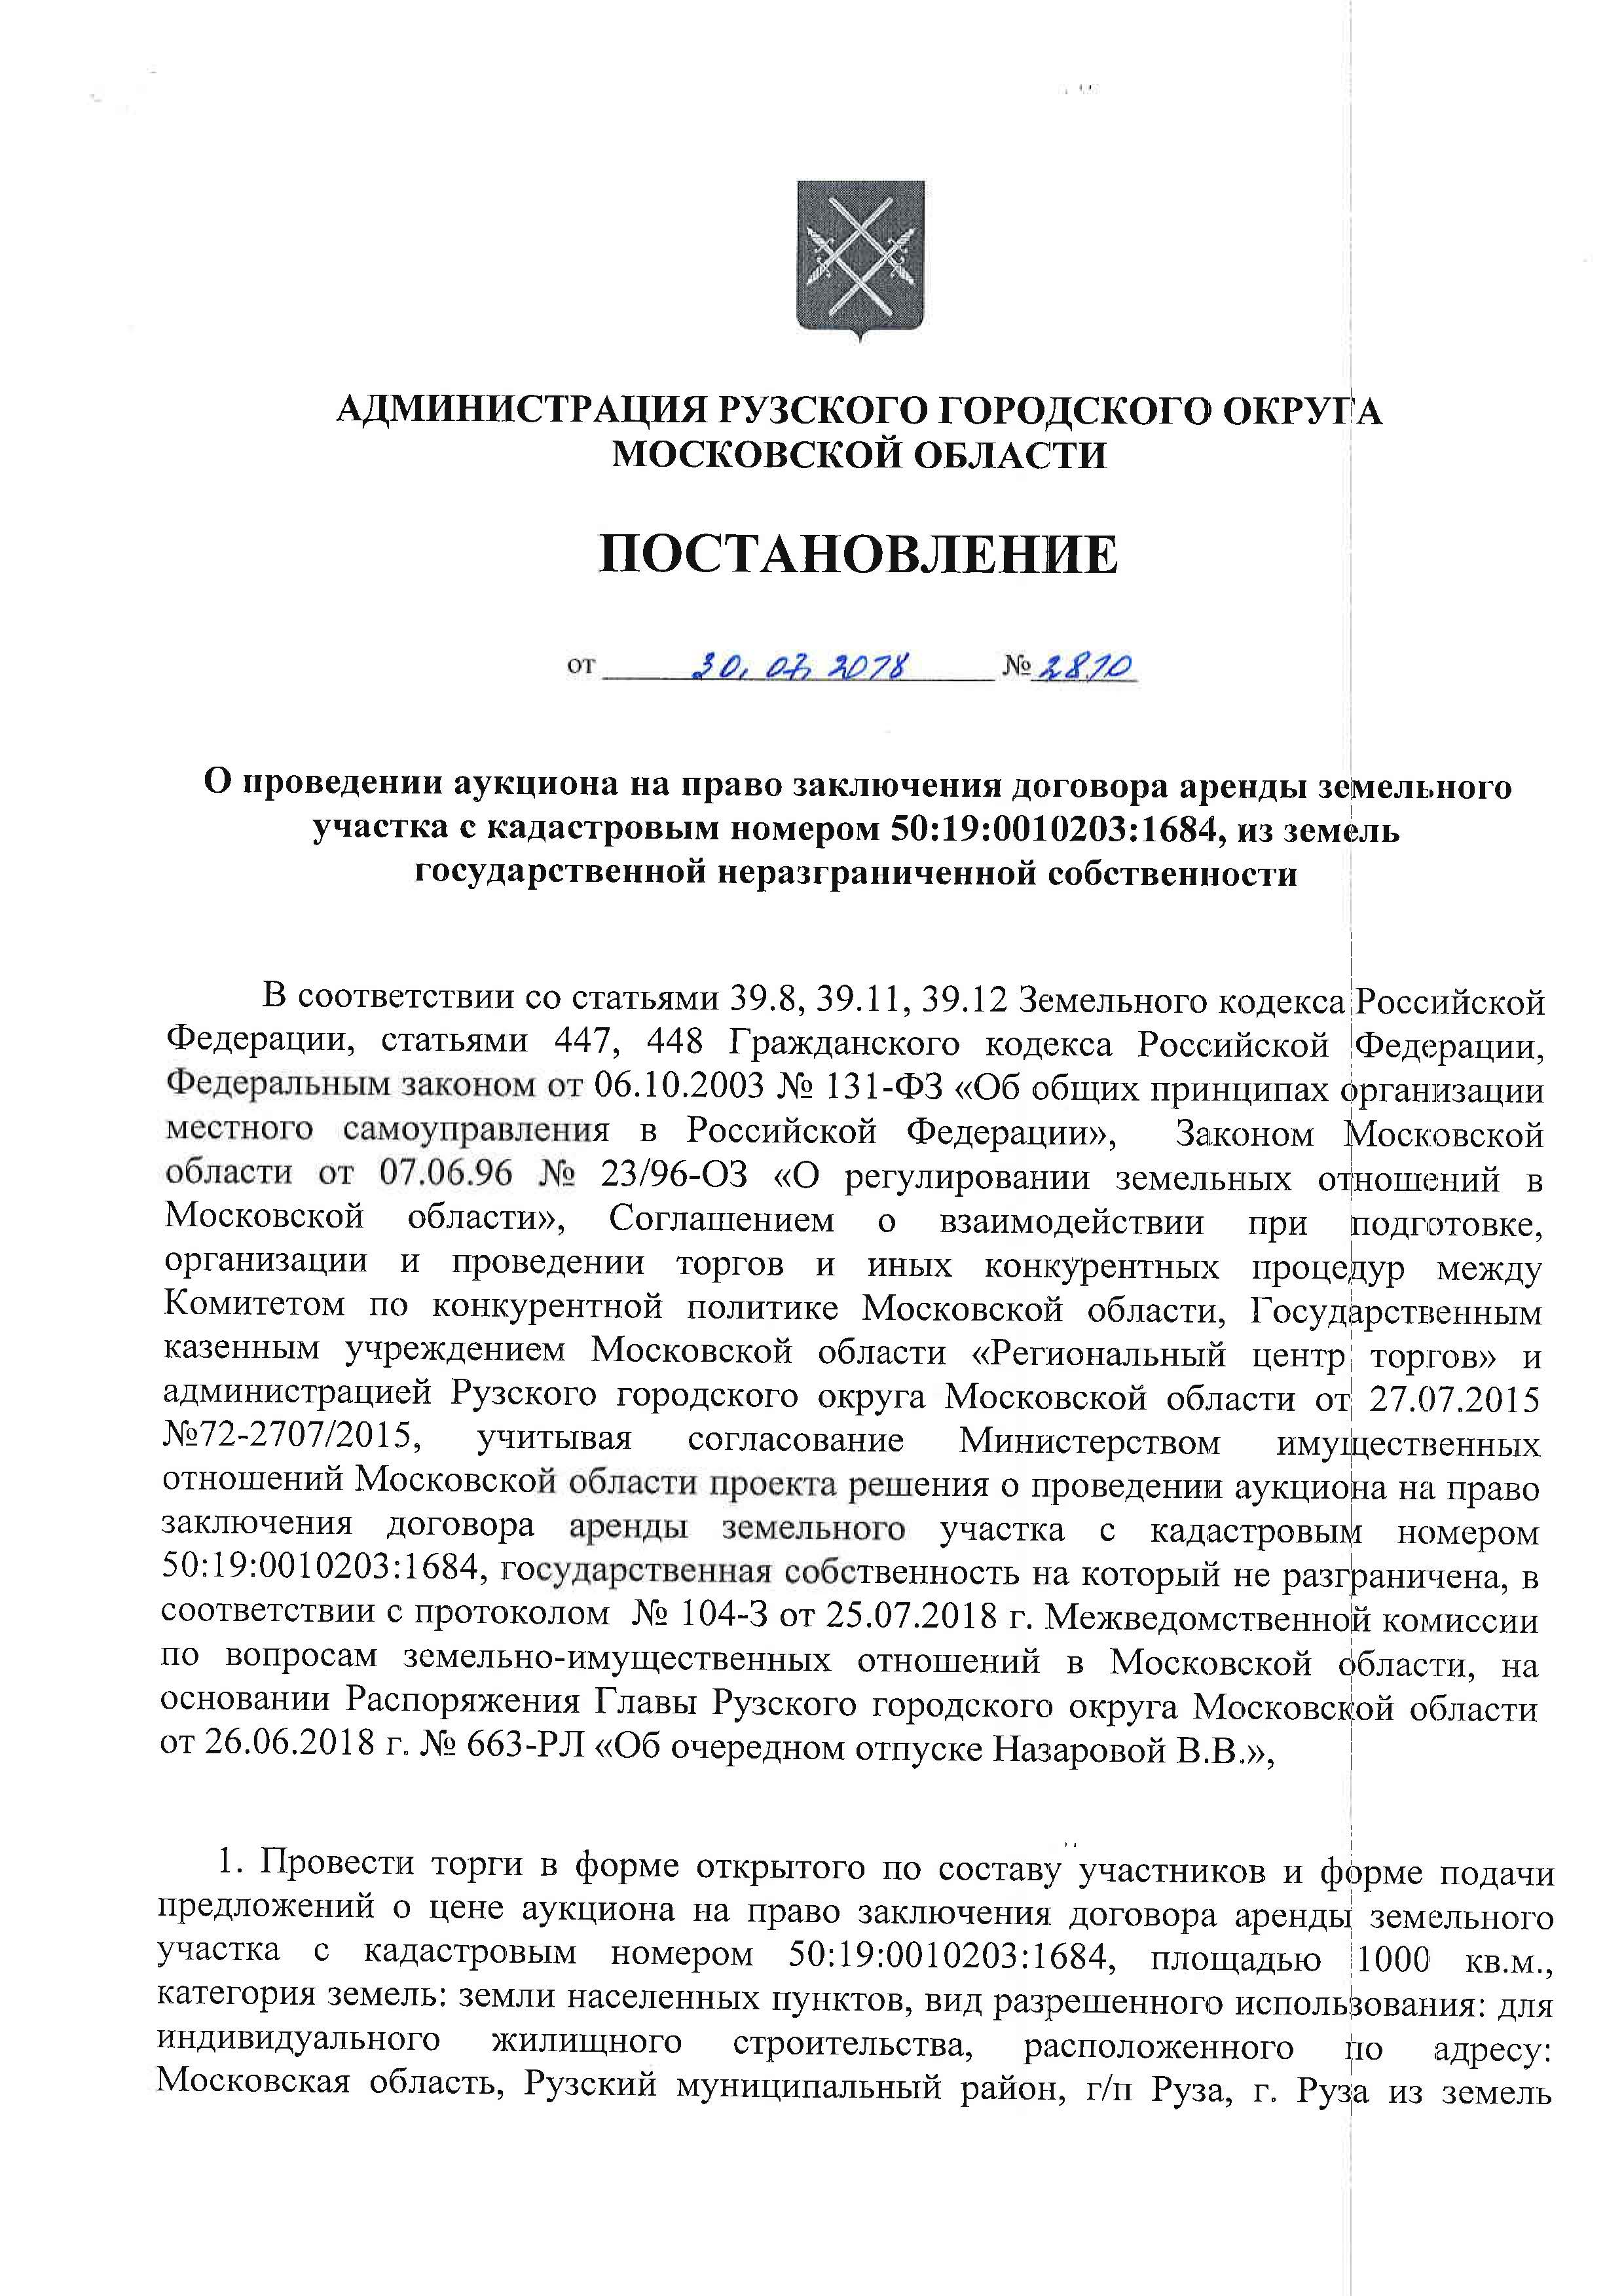 АДМИНИСТРАЦИЯ РУЗСКОГО ГОРОДСКОГО ОКРУГА
МОСКОВСКОЙ ОБЛАСТИ
ПОСТАНОВЛЕНИЕ
от 30.07.2018 № 2810
О проведении аукциона на право заключения договора аренды земельного
участка с кадастровым номером 50:19:0010203:1684, из земель
государственной неразграниченной собственности
В соответствии со статьями 39.8, 39.11, 39.12 Земельного кодекса Российской
Федерации, статьями 447, 448 Гражданского кодекса Российской Федерации,
Федеральным законом от 06.10.2003 № 131-ФЗ «Об общих принципах организации
местного самоуправления в Российской Федерации», Законом Московской
области от 07.06.96 № 23/96-ОЗ «О регулировании земельных отношений в
Московской области», Соглашением о взаимодействии при подготовке,
организации и проведении торгов и иных конкурентных процедур между
Комитетом по конкурентной политике Московской области, Государственным
казенным учреждением Московской области «Региональный центр торгов» и
администрацией Рузского городского округа Московской области от 27.07.2015
№72-2707/2015, учитывая согласование Министерством имущественных
отношений Московской области проекта решения о проведении аукциона на право
заключения договора аренды земельного участка с кадастровым номером
50:19:0010203:1684, государственная собственность на который не разграничена, в
соответствии с протоколом № 104-З от 25.07.2018 г. Межведомственной комиссии
по вопросам земельно-имущественных отношений в Московской области, на
основании Распоряжения Главы Рузского городского округа Московской области
от 26.06.2018 г. № 663-РЛ «Об очередном отпуске Назаровой В.В.»,
1. Провести торги в форме открытого по составу участников и форме подачи
предложений о цене аукциона на право заключения договора аренды земельного
участка с кадастровым номером 50:19:0010203:1684, площадью 1000 кв.м.,
категория земель: земли населенных пунктов, вид разрешенного использования: для
индивидуального жилищного строительства, расположенного по адресу:
Московская область, Рузский муниципальный район, г/п Руза, г. Руза из земель